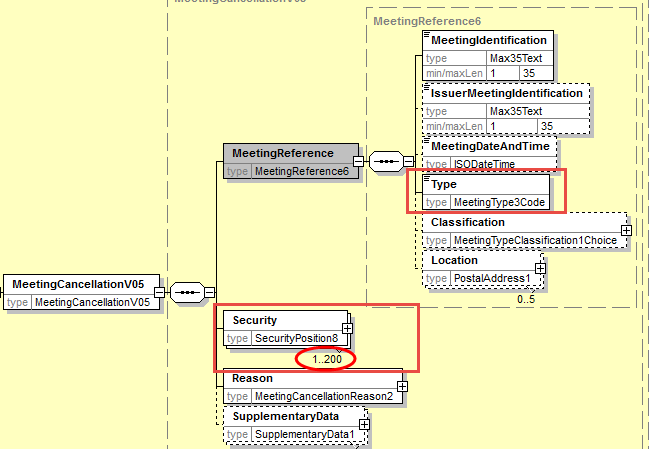 MeetingCancellationV05
MeetingReference6
MeetingIdentification
type Max35Text
min/maxLen 1 35
IssuerMeetingIdentification
type Max35Text
min/maxLen 1 35
MeetingDateAndTime
type ISODateTime
MeetingReference
type MeetingReference6
Type
type MeetingType3Code
Classification
type MeetingTypeClassification1Choice
Location
type PostalAddress1
0..5
MeetingCancellationV05
type MeetingCancellationV05
Security
type SecurityPosition8
1..200
Reason
type MeetingCancellationReason2
SupplementaryData
type SupplementaryData1